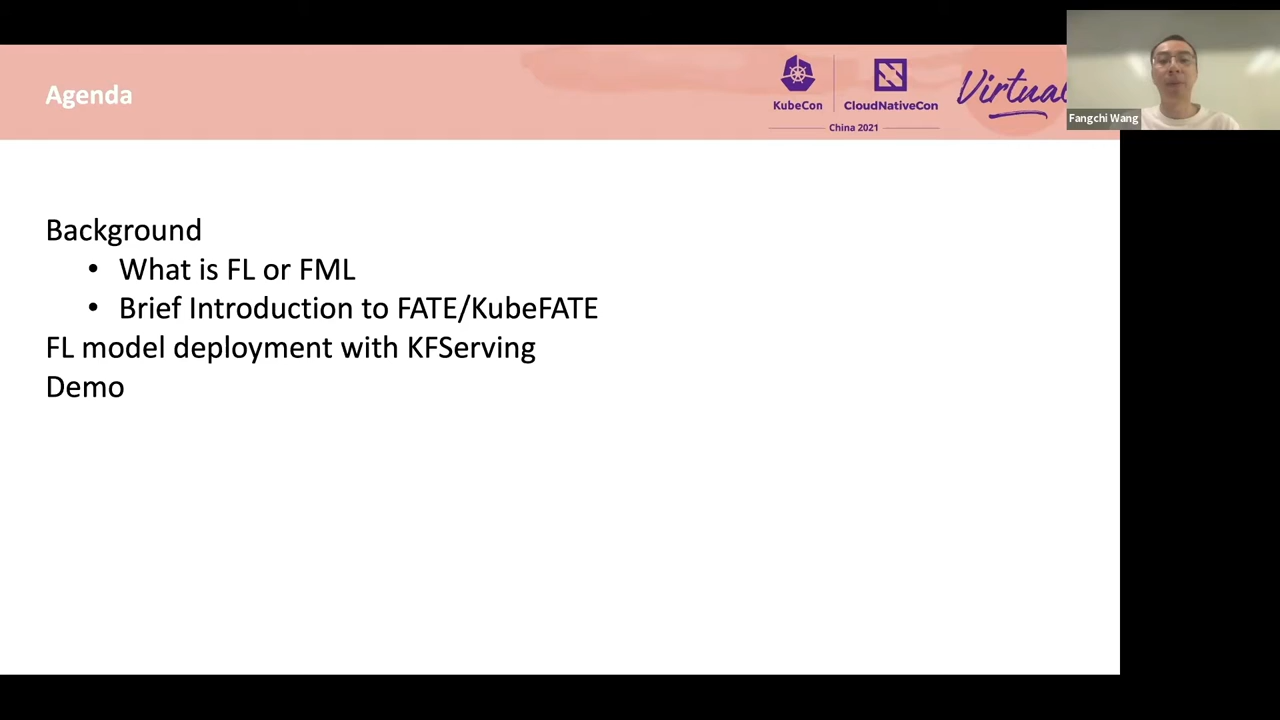 Agenda
KubeCon
CloudNativeCon
China 2021
Virtual
Fangchi Wang
Background
• What is FL or FML
• Brief Introduction to FATE/KubeFATE
FL model deployment with KFServing
Demo